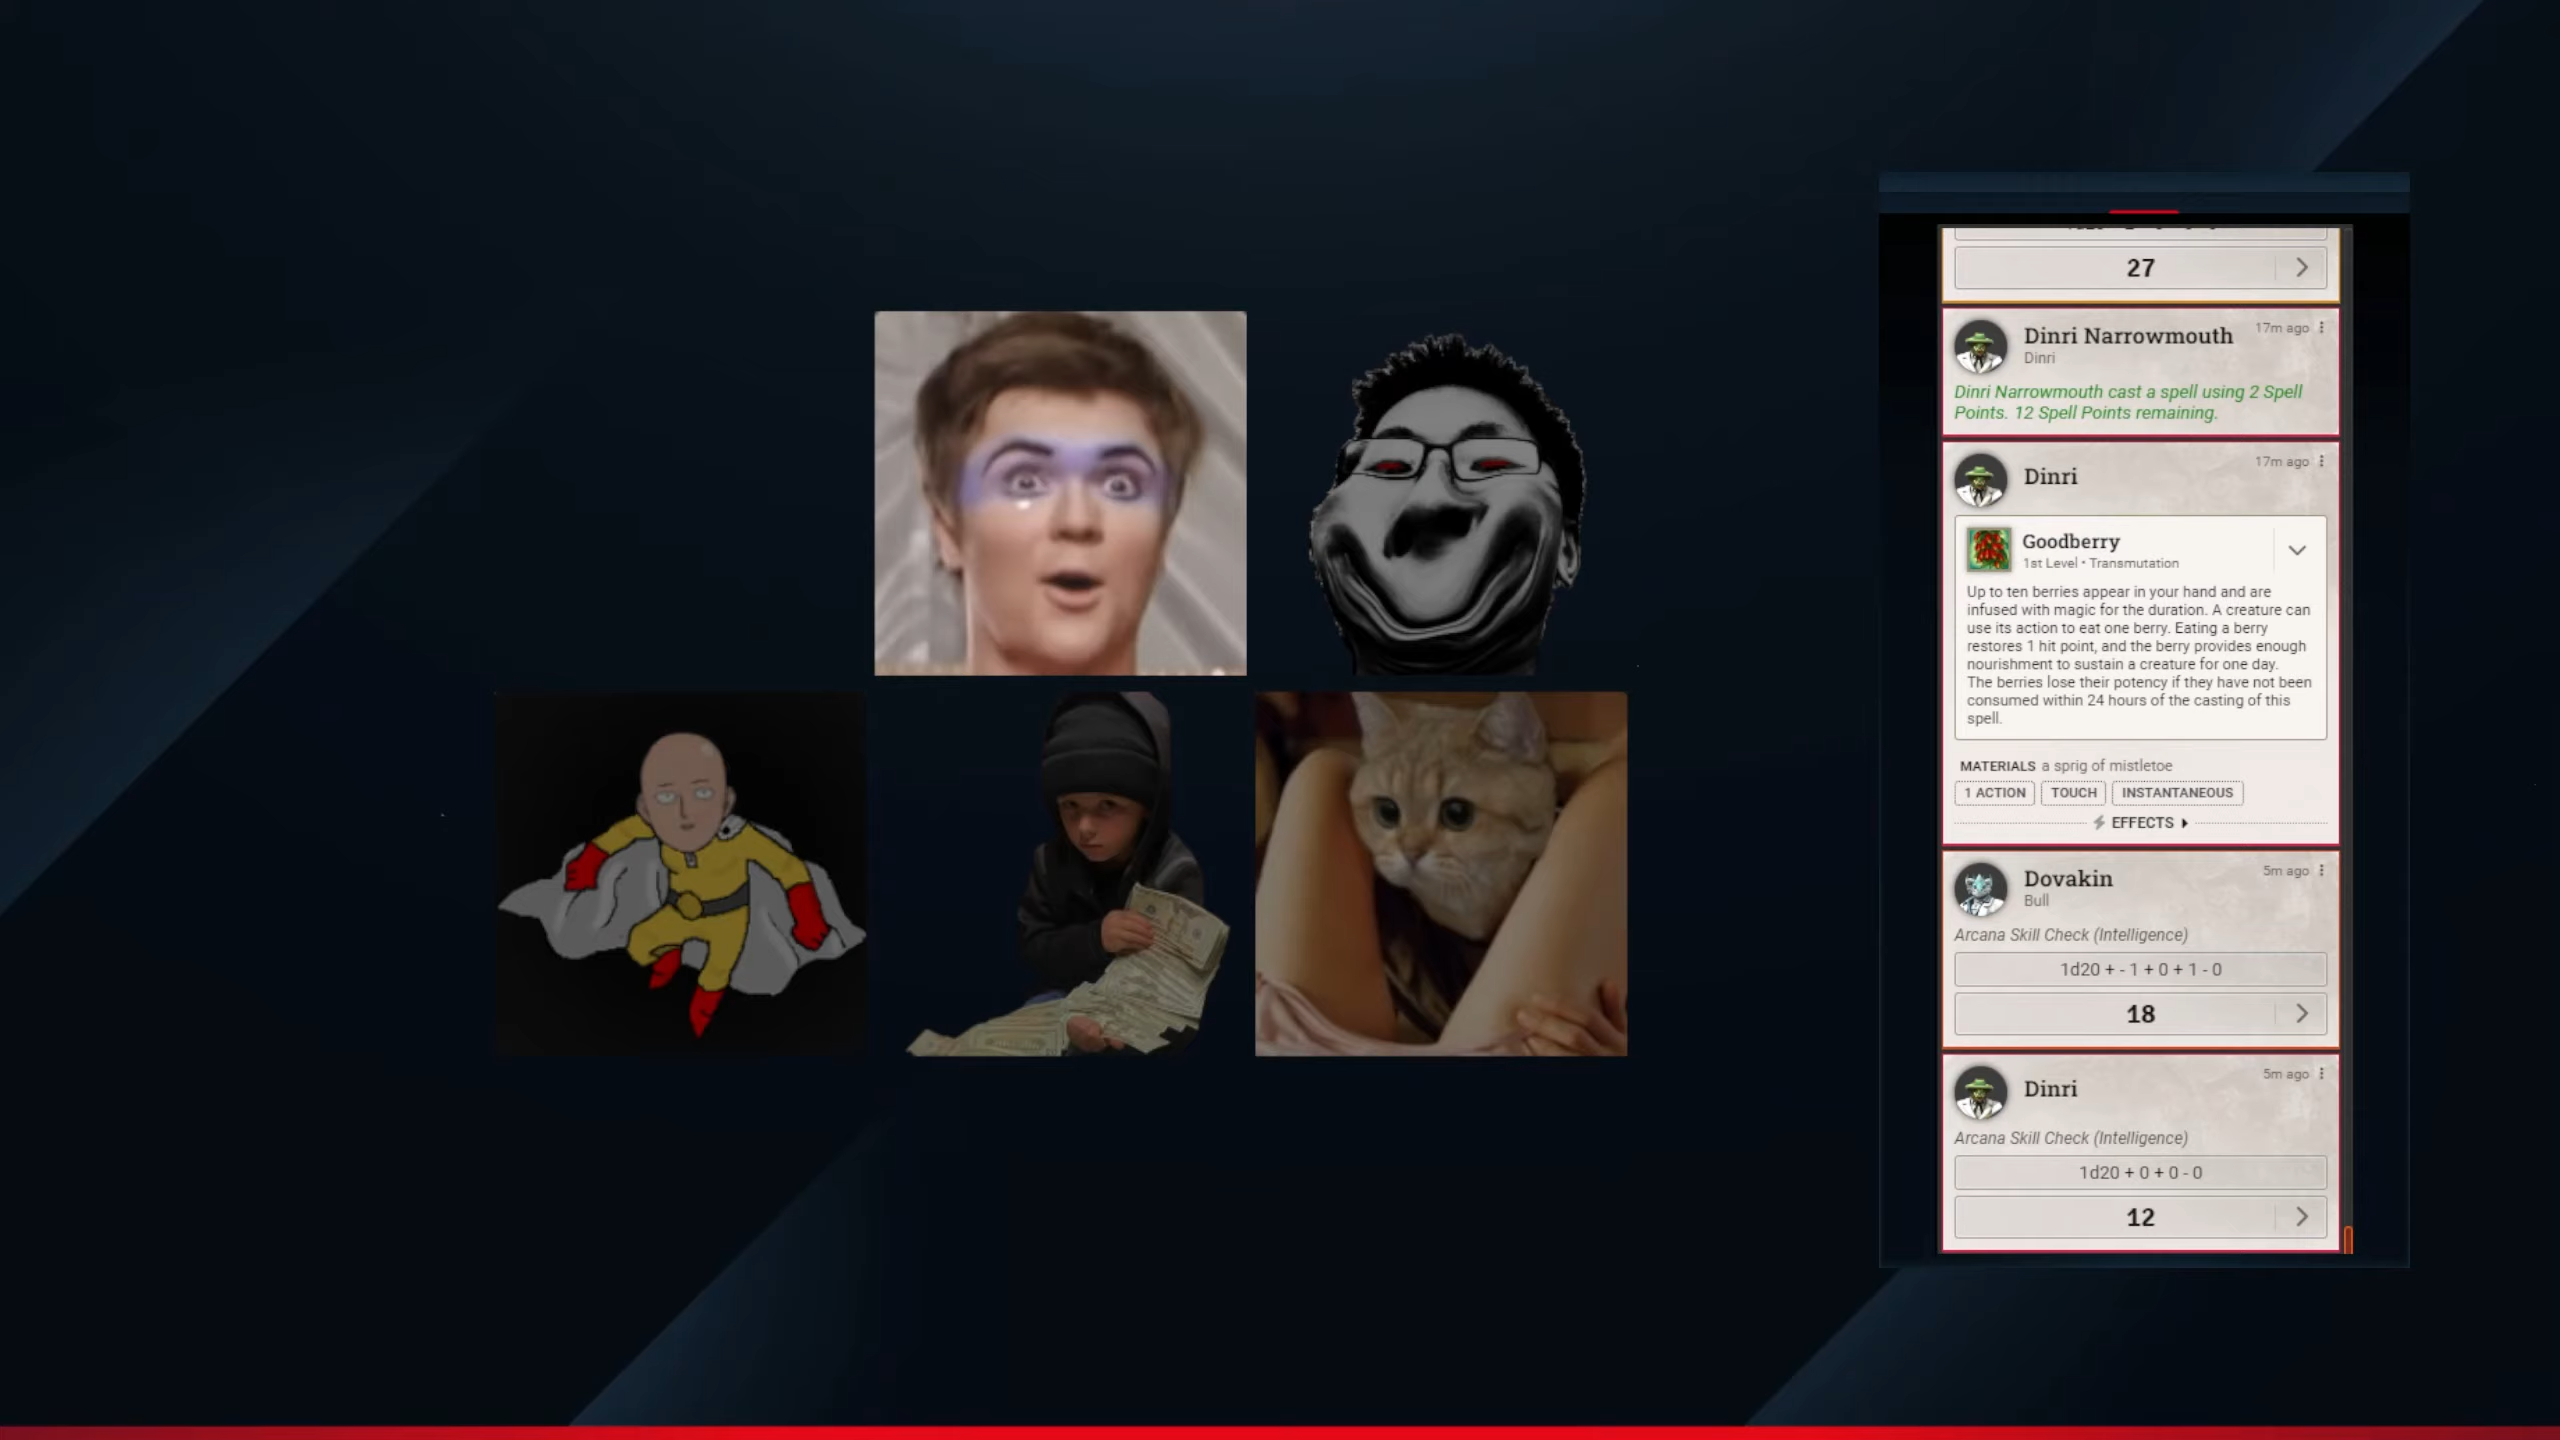 27
Dinri Narrowmouth
17m ago
Dinri
Dinri Narrowmouth cast a spell using 2 Spell
Points. 12 Spell Points remaining.
Dinri
17m ago
Goodberry
1st Level • Transmutation
Up to ten berries appear in your hand and are
infused with magic for the duration. A creature can
use its action to eat one berry. Eating a berry
restores 1 hit point, and the berry provides enough
nourishment to sustain a creature for one day.
The berries lose their potency if they have not been
consumed within 24 hours of the casting of this
spell.
MATERIALS a sprig of mistletoe
1 ACTION TOUCH INSTANTANEOUS
EFFECTS
Dovakin
5m ago
Bull
Arcana Skill Check (Intelligence)
1d20 + - 1 + 0 + 1 - 0
18
Dinri
5m ago
Arcana Skill Check (Intelligence)
1d20 + 0 + 0 - 0
12